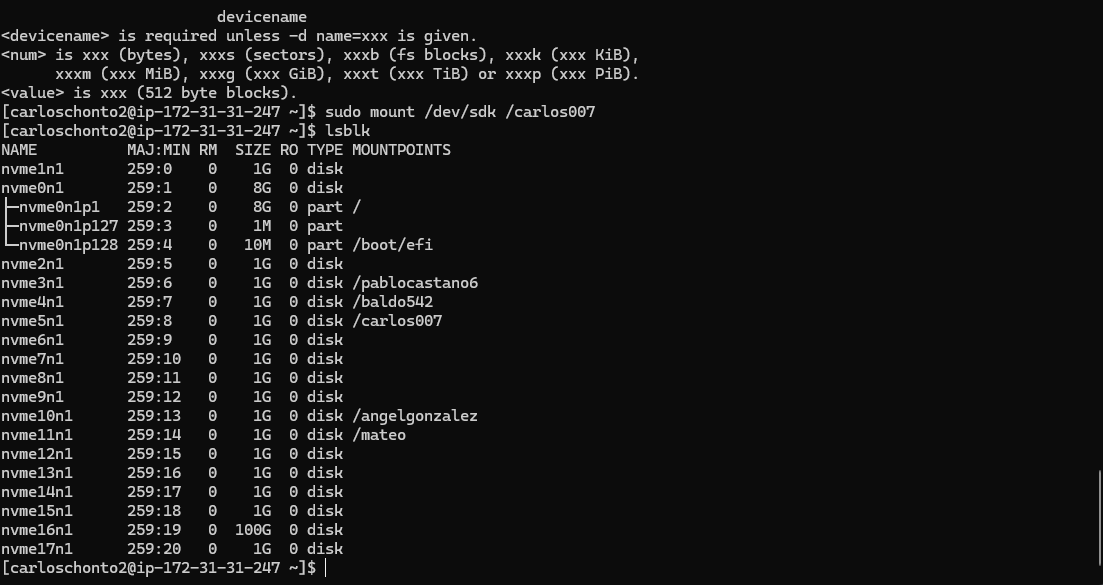 devicename
<devicename> is required unless -d name=xxx is given.
<num> is xxx (bytes), xxxs (sectors), xxxb (fs blocks), xxxk (xxx KiB),
      xxxm (xxx MiB), xxxg (xxx GiB), xxxt (xxx TiB) or xxxp (xxx PiB).
<value> is xxx (512 byte blocks).
[carloschonto2@ip-172-31-31-247 ~]$ sudo mount /dev/sdk /carlos007
[carloschonto2@ip-172-31-31-247 ~]$ lsblk
NAME          MAJ:MIN RM  SIZE RO TYPE MOUNTPOINTS
nvme1n1       259:0    0    1G  0 disk
nvme0n1       259:1    0    8G  0 disk
├─nvme0n1p1   259:2    0    8G  0 part /
├─nvme0n1p127 259:3    0    1M  0 part
└─nvme0n1p128 259:4    0   10M  0 part /boot/efi
nvme2n1       259:5    0    1G  0 disk
nvme3n1       259:6    0    1G  0 disk /pablocastano6
nvme4n1       259:7    0    1G  0 disk /baldo542
nvme5n1       259:8    0    1G  0 disk /carlos007
nvme6n1       259:9    0    1G  0 disk
nvme7n1       259:10   0    1G  0 disk
nvme8n1       259:11   0    1G  0 disk
nvme9n1       259:12   0    1G  0 disk
nvme10n1      259:13   0    1G  0 disk /angelgonzalez
nvme11n1      259:14   0    1G  0 disk /mateo
nvme12n1      259:15   0    1G  0 disk
nvme13n1      259:16   0    1G  0 disk
nvme14n1      259:17   0    1G  0 disk
nvme15n1      259:18   0    1G  0 disk
nvme16n1      259:19   0  100G  0 disk
nvme17n1      259:20   0    1G  0 disk
[carloschonto2@ip-172-31-31-247 ~]$